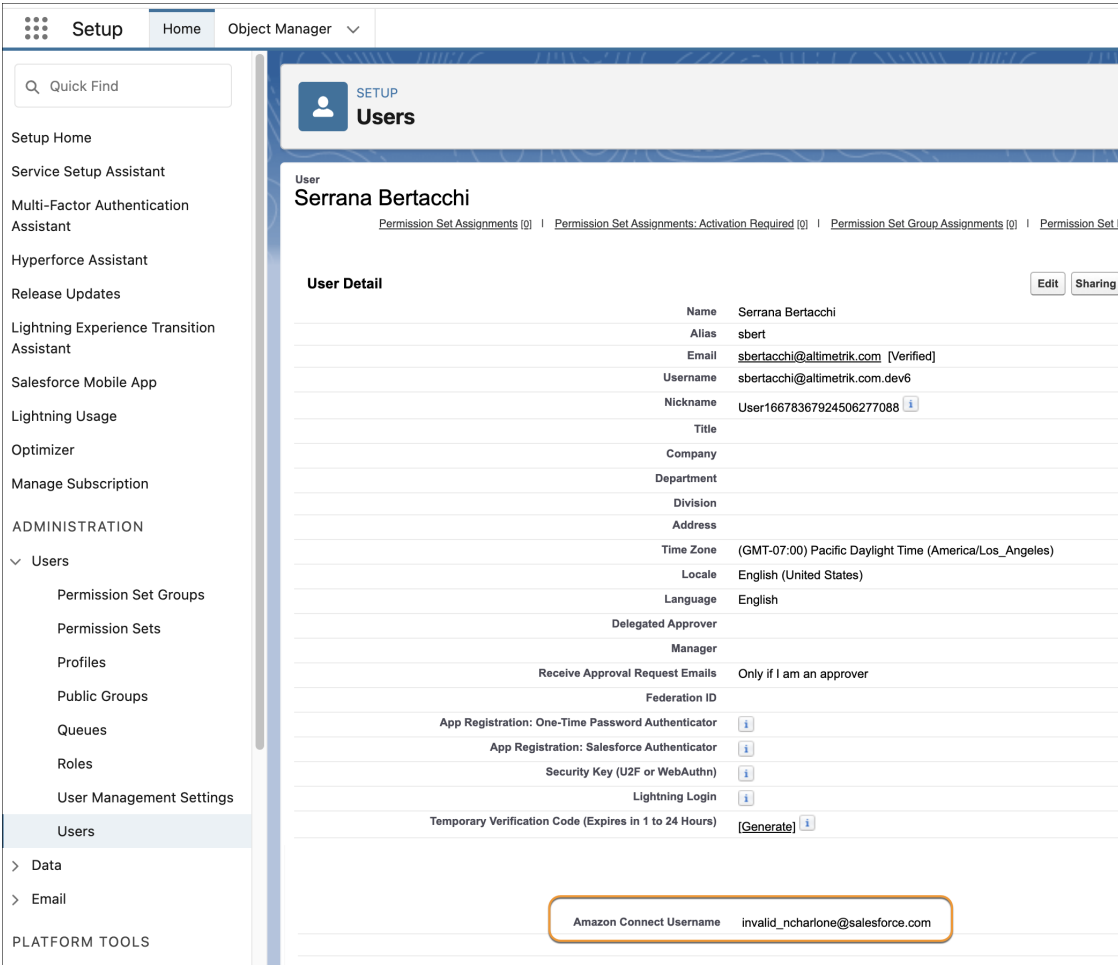 Setup
Home
Object Manager
Quick Find
Setup Home
Service Setup Assistant
Multi-Factor Authentication
Assistant
Hyperforce Assistant
Release Updates
Lightning Experience Transition
Assistant
Salesforce Mobile App
Lightning Usage
Optimizer
Manage Subscription
ADMINISTRATION
Users
Permission Set Groups
Permission Sets
Profiles
Public Groups
Queues
Roles
User Management Settings
Users
Data
Email
PLATFORM TOOLS
SETUP
Users
User
Serrana Bertacchi
Permission Set Assignments [0] | Permission Set Assignments: Activation Required [0] | Permission Set Group Assignments [0] | Permission Set
User Detail
Edit
Sharing
Name Serrana Bertacchi
Alias sbert
Email sbertacchi@altimetrik.com [Verified]
Username sbertacchi@altimetrik.com.dev6
Nickname User16678367924506277088 i
Title
Company
Department
Division
Address
Time Zone (GMT-07:00) Pacific Daylight Time (America/Los_Angeles)
Locale English (United States)
Language English
Delegated Approver
Manager
Receive Approval Request Emails Only if I am an approver
Federation ID
App Registration: One-Time Password Authenticator i
App Registration: Salesforce Authenticator i
Security Key (U2F or WebAuthn) i
Lightning Login i
Temporary Verification Code (Expires in 1 to 24 Hours) [Generate] i
Amazon Connect Username invalid_ncharlone@salesforce.com